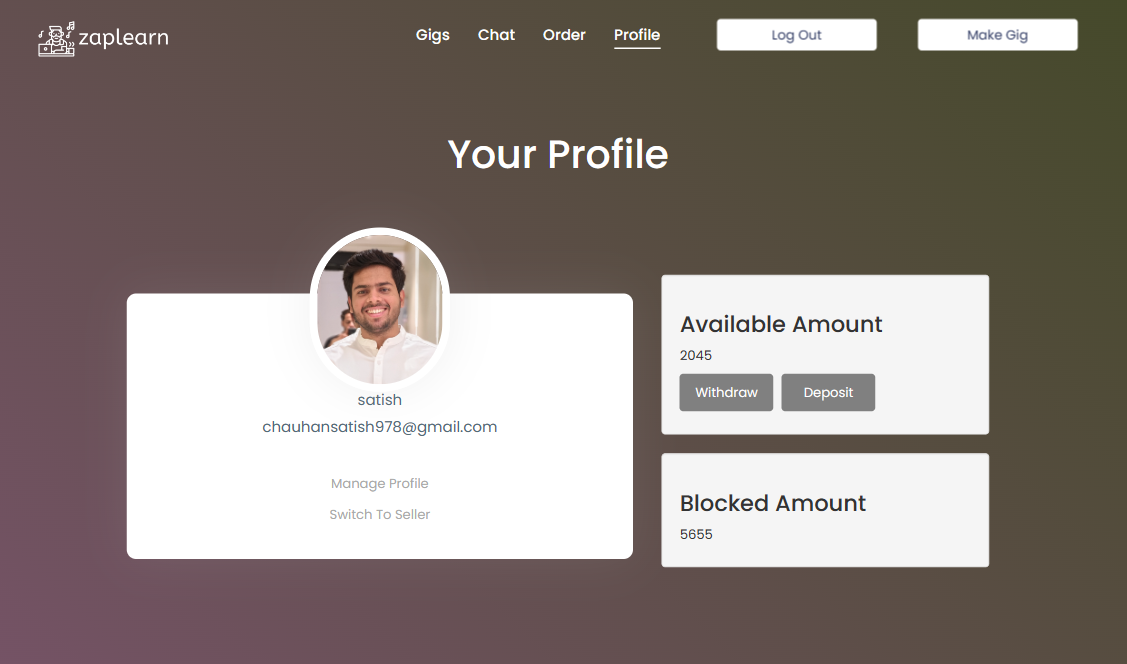 zaplearn
Gigs
Chat
Order
Profile
Log Out
Make Gig
Your Profile
satish
chauhansatish978@gmail.com
Manage Profile
Switch To Seller
Available Amount
2045
Withdraw
Deposit
Blocked Amount
5655